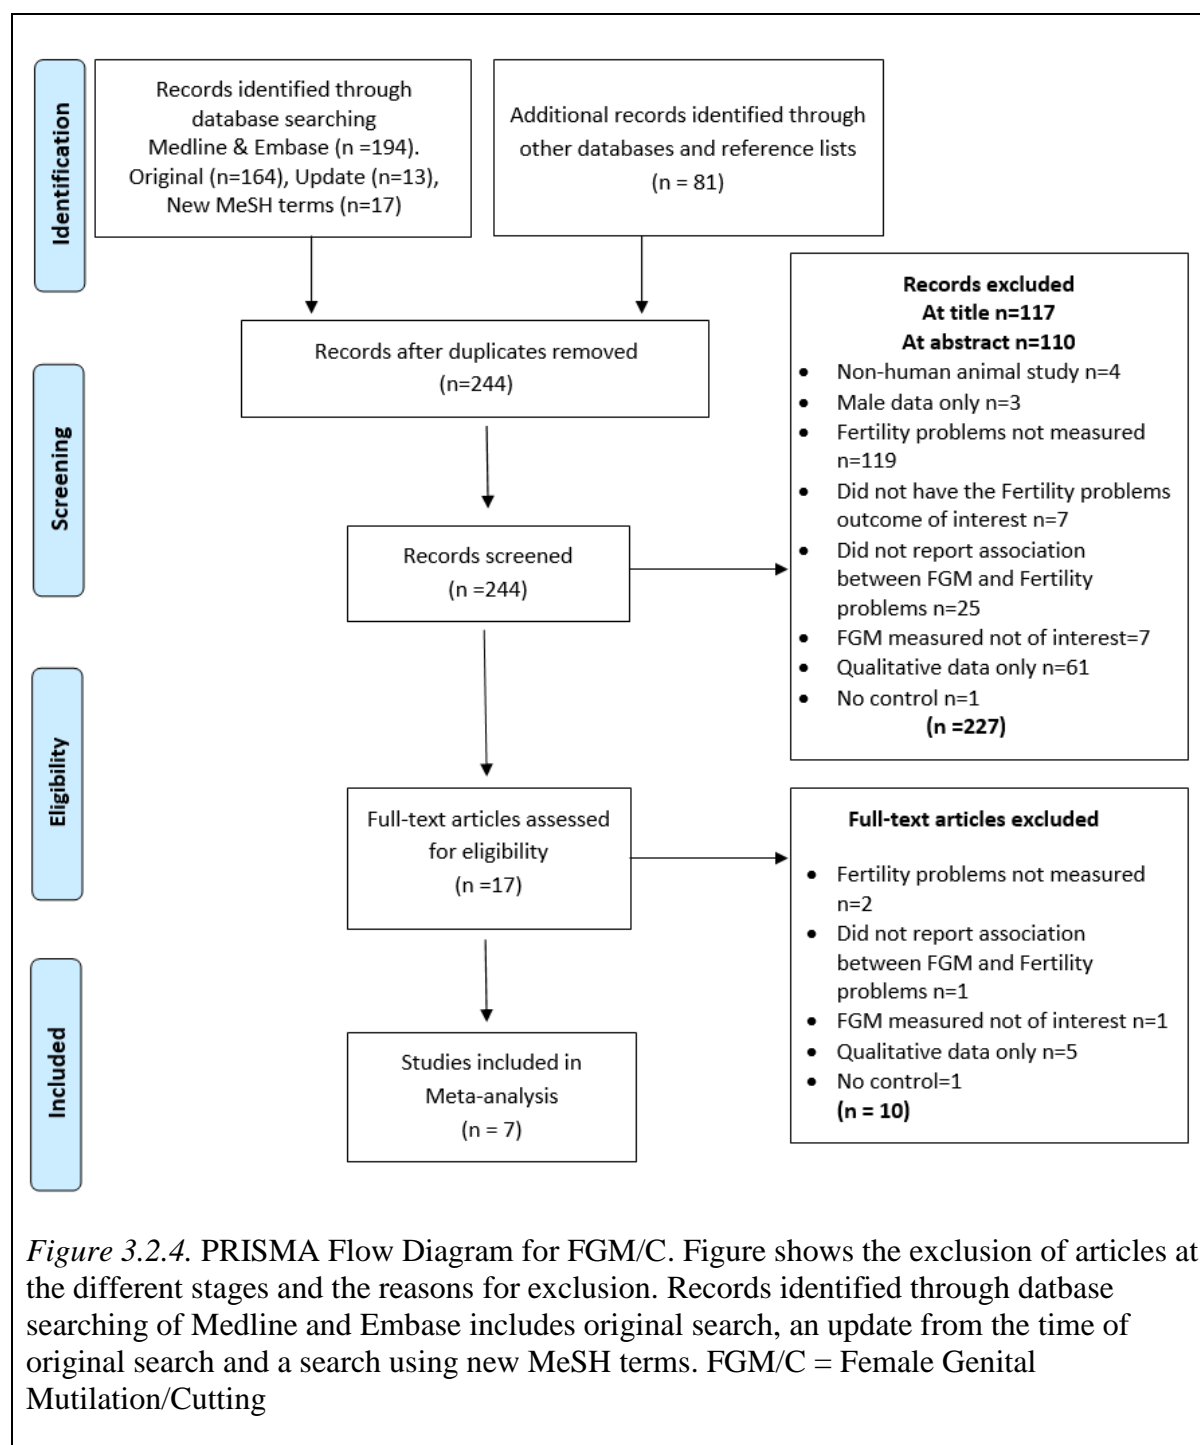 Identification
Records identified through
database searching
Medline & Embase (n =194).
Original (n=164), Update (n=13),
New MeSH terms (n=17)
Additional records identified through
other databases and reference lists
(n = 81)
Records after duplicates removed
(n=244)
Records excluded
At title n=117
At abstract n=110
• Non-human animal study n=4
• Male data only n=3
• Fertility problems not measured
n=119
• Did not have the Fertility problems
outcome of interest n=7
• Did not report association
between FGM and Fertility
problems n=25
• FGM measured not of interest=7
• Qualitative data only n=61
• No control n=1
(n =227)
Screening
Records screened
(n =244)
Eligibility
Full-text articles assessed
for eligibility
(n =17)
Full-text articles excluded
• Fertility problems not measured
n=2
• Did not report association
between FGM and Fertility
problems n=1
• FGM measured not of interest n=1
• Qualitative data only n=5
• No control=1
(n = 10)
Included
Studies included in
Meta-analysis
(n = 7)
Figure 3.2.4. PRISMA Flow Diagram for FGM/C. Figure shows the exclusion of articles at
the different stages and the reasons for exclusion. Records identified through datbase
searching of Medline and Embase includes original search, an update from the time of
original search and a search using new MeSH terms. FGM/C = Female Genital
Mutilation/Cutting